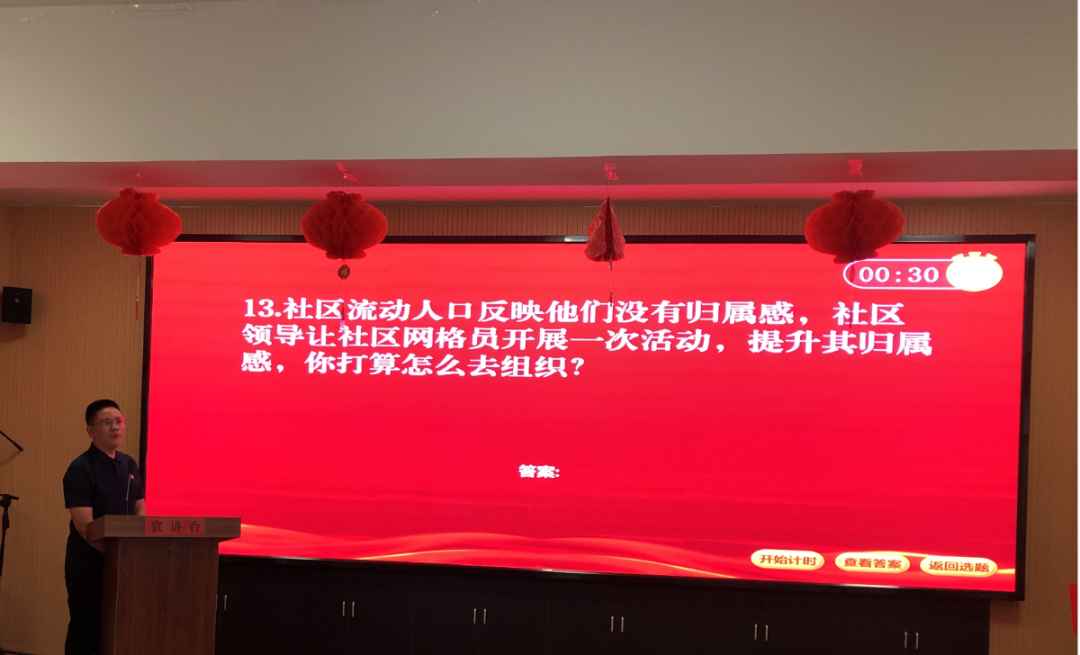 00:30
13.社区流动人口反映他们没有归属感，社区
领导让社区网格员开展一次活动，提升其归属
感，你打算怎么去组织？
答案:
宣讲台
开始计时
查看答案
返回选题